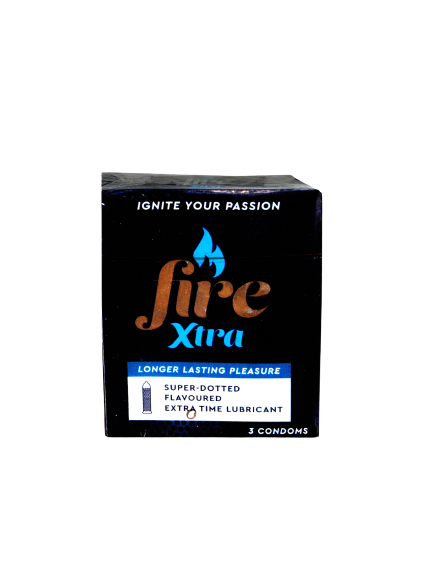 IGNITE YOUR PASSION
fire
Xtra
LONGER LASTING PLEASURE
SUPER-DOTTED
FLAVOURED
EXTRA TIME LUBRICANT
3 CONDOMS